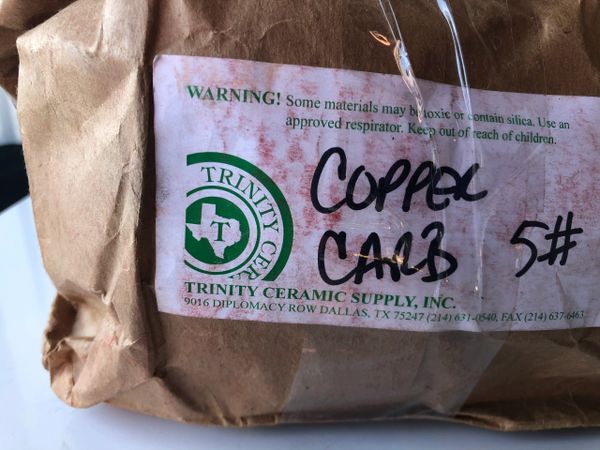 WARNING! Some materials may be toxic or contain silica. Use an
approved respirator. Keep out of reach of children.
TRINITY CER
T
COPPER
CARB 5#
TRINITY CERAMIC SUPPLY, INC.
9016 DIPLOMACY ROW DALLAS, TX 75247 (214) 631-0540, FAX (214) 637-6463